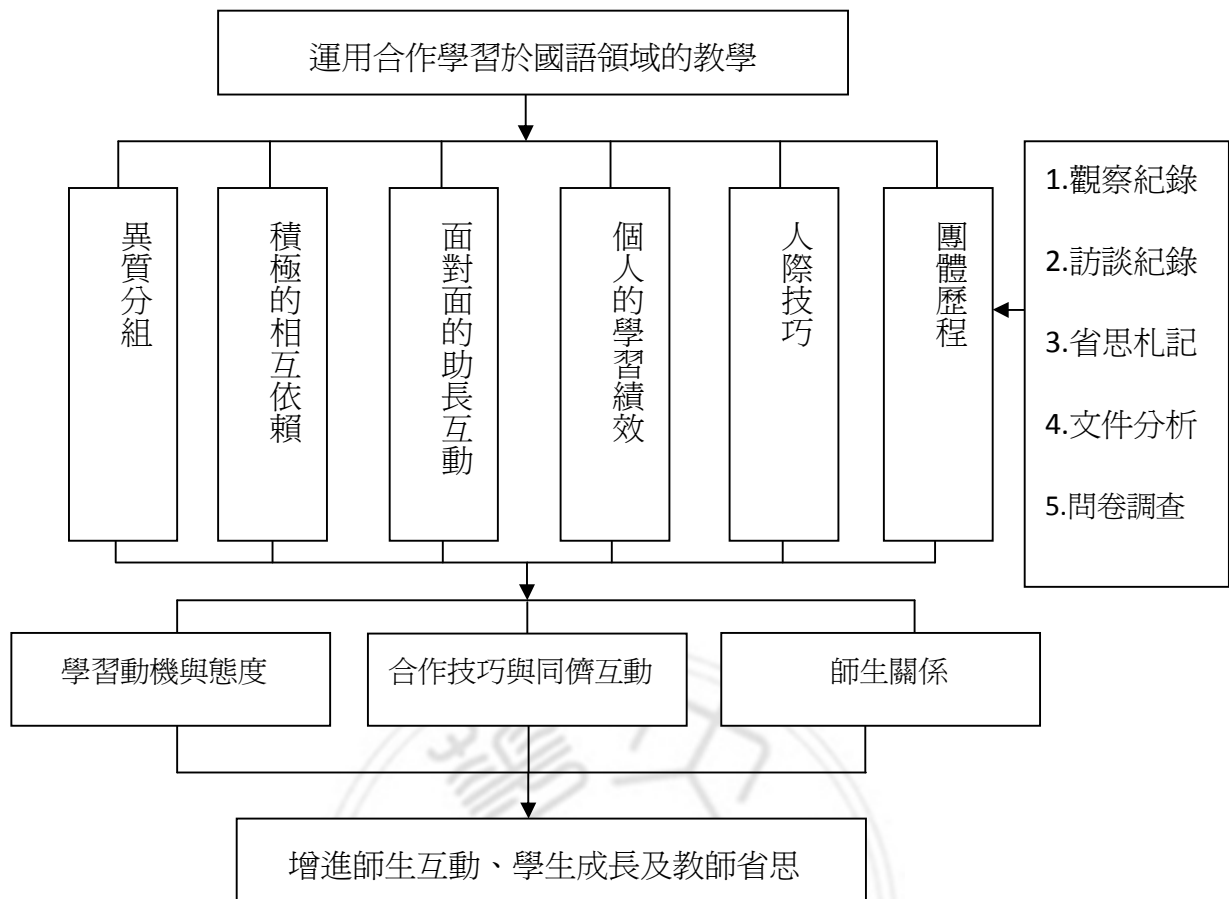 運用合作學習於國語領域的教學
異質分組
積極的相互依賴
面對面的助長互動
個人的學習績效
人際技巧
團體歷程
1.觀察紀錄
2.訪談紀錄
3.省思札記
4.文件分析
5.問卷調查
學習動機與態度
合作技巧與同儕互動
師生關係
增進師生互動、學生成長及教師省思